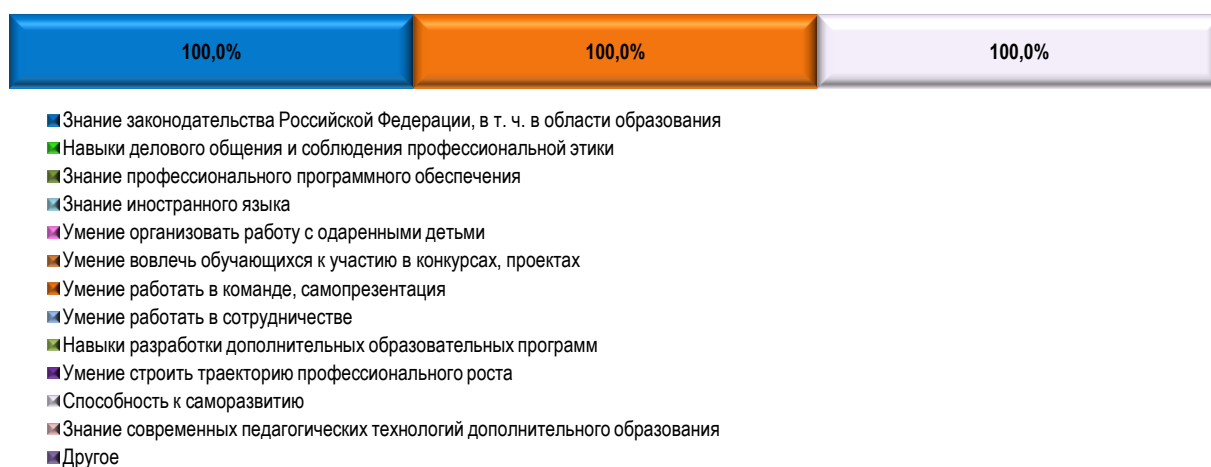 100,0% 100,0% 100,0%
Знание законодательства Российской Федерации, в т. ч. в области образования
Навыки делового общения и соблюдения профессиональной этики
Знание профессионального программного обеспечения
Знание иностранного языка
Умение организовать работу с одаренными детьми
Умение вовлечь обучающихся к участию в конкурсах, проектах
Умение работать в команде, самопрезентация
Умение работать в сотрудничестве
Навыки разработки дополнительных образовательных программ
Умение строить траекторию профессионального роста
Способность к саморазвитию
Знание современных педагогических технологий дополнительного образования
Другое